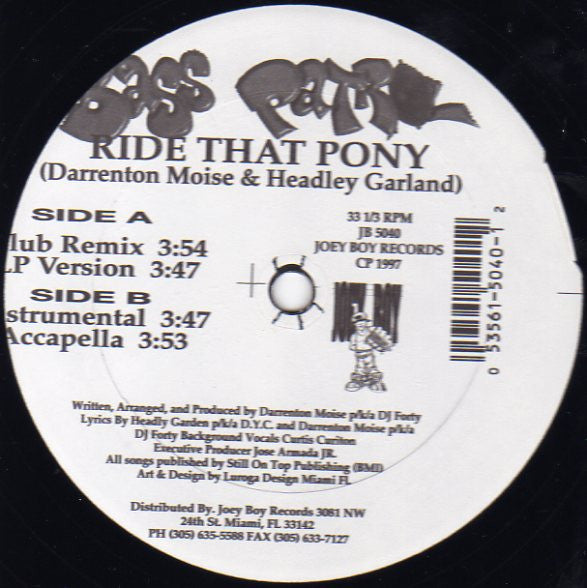 Bass Patrol
RIDE THAT PONY
(Darrenton Moise & Headley Garland)
SIDE A
lub Remix 3:54
LP Version 3:47
SIDE B
strumental 3:47
Accapella 3:53
33 1/3 RPM
JB 5040
JOEY BOY RECORDS
CP 1997
JOEY BOY
0 53561-5040-1 2
Written, Arranged, and Produced by Darrenton Moise p/k/a DJ Forty
Lyrics By Headly Garden p/k/a D.Y.C. and Darrenton Moise p/k/a
DJ Forty Background Vocals Curtis Curiton
Executive Producer Jose Armada JR.
All songs published by Still On Top Publishing (BMI)
Art & Design by Luroga Design Miami FL
Distributed By. Joey Boy Records 3081 NW
24th St. Miami, FL 33142
PH (305) 635-5588 FAX (305) 633-7127